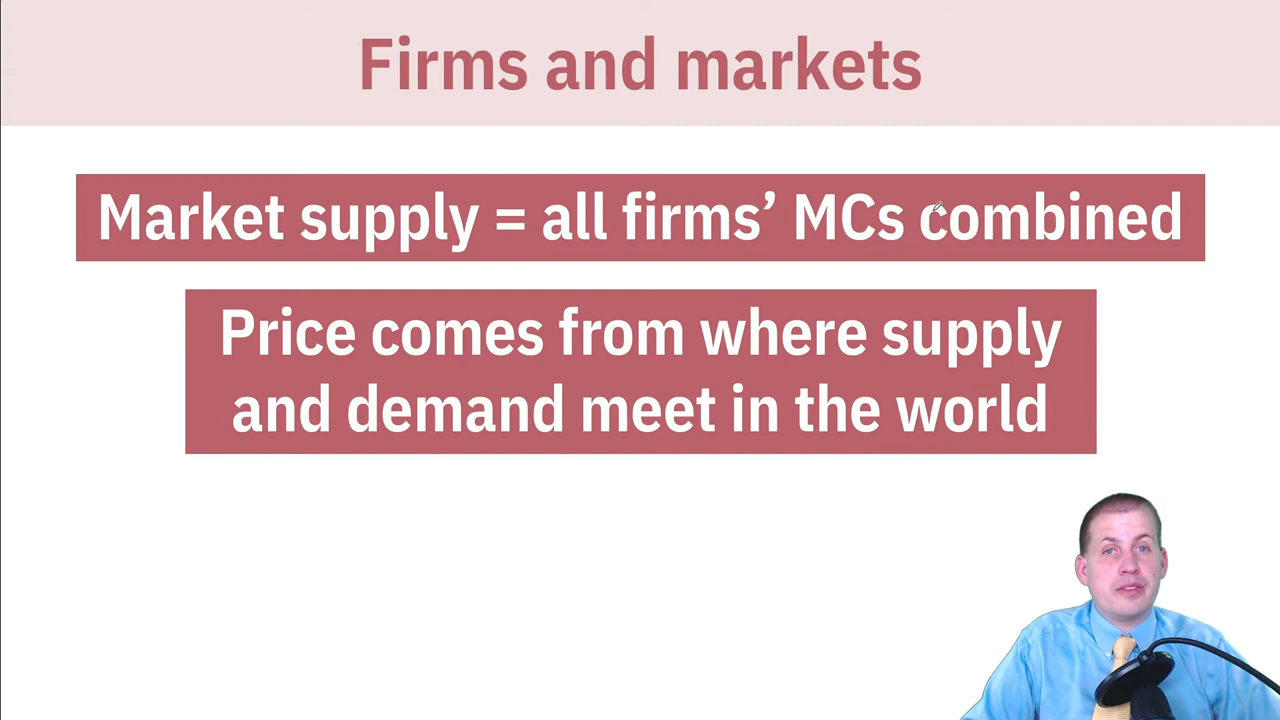 Firms and markets
Market supply = all firms’ MCs combined
Price comes from where supply
and demand meet in the world